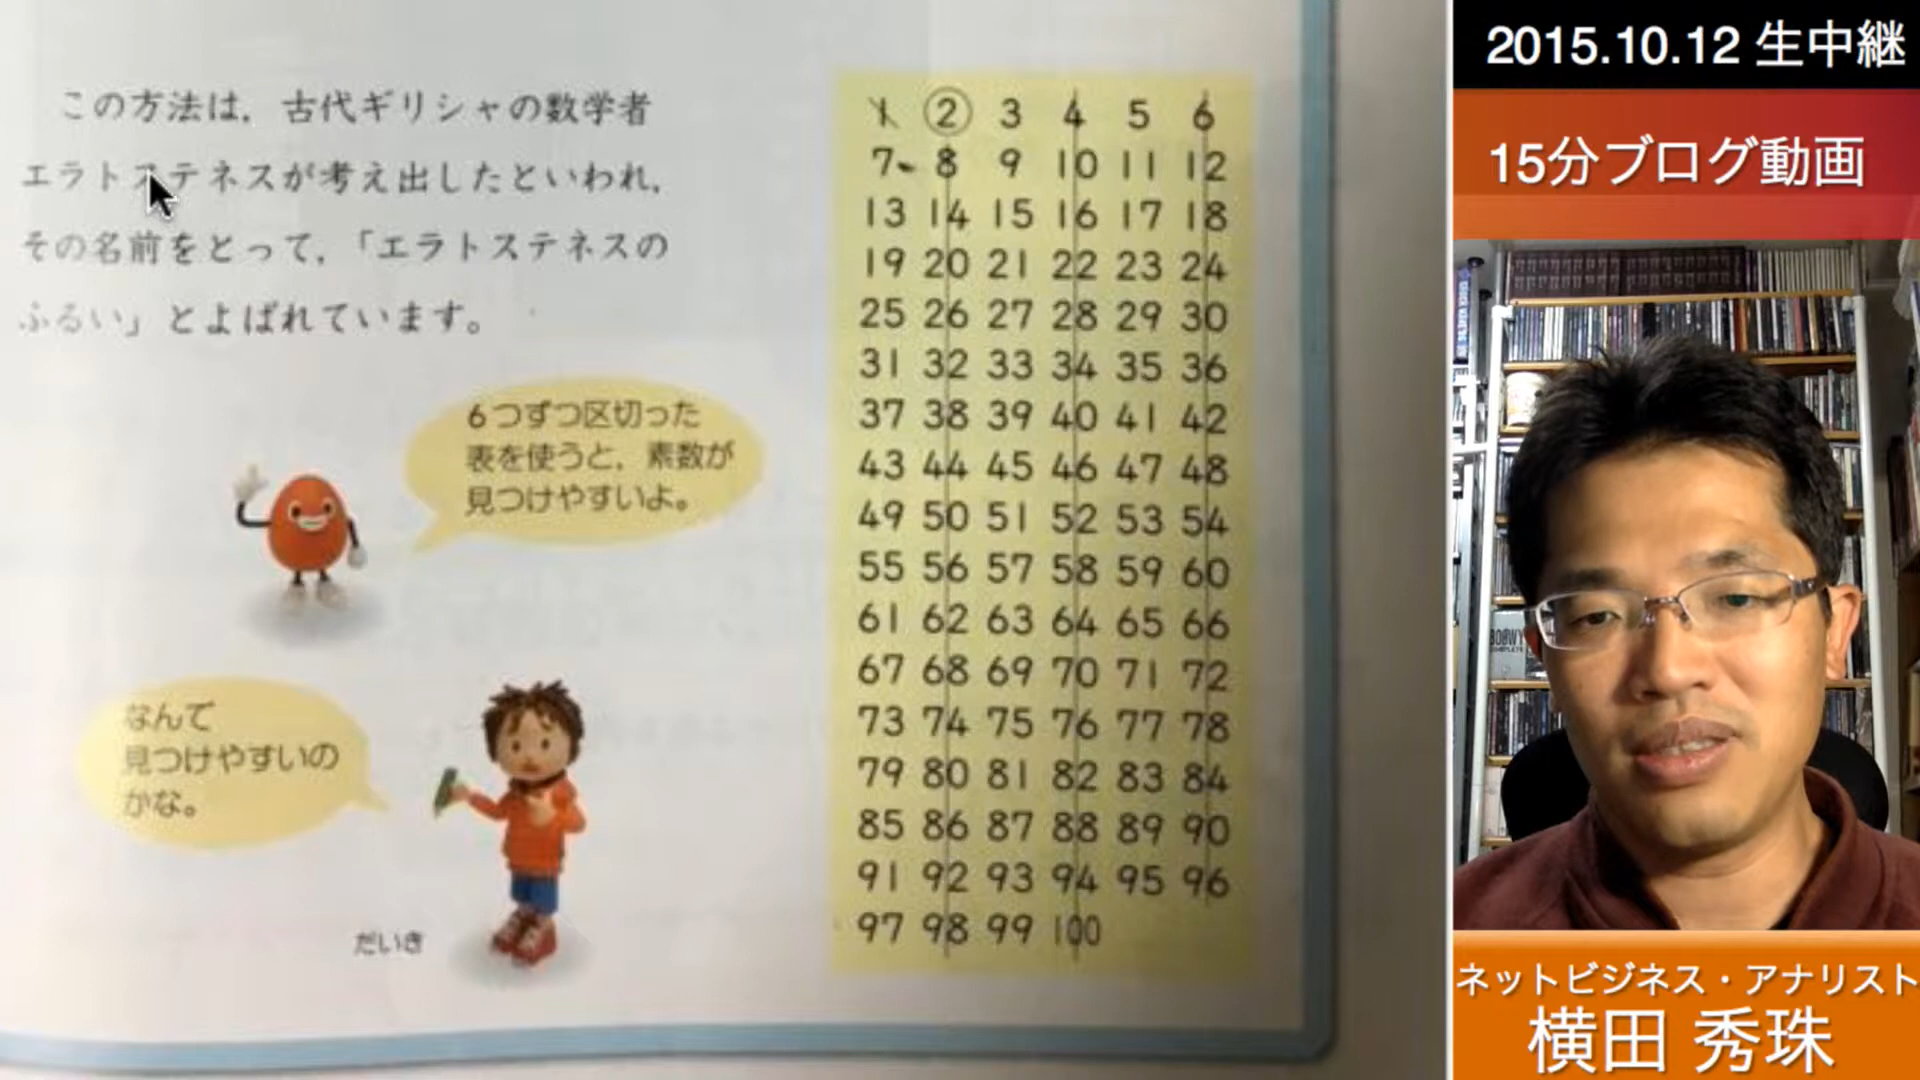 この方法は，古代ギリシャの数学者
エラトステネスが考え出したといわれ，
その名前をとって，「エラトステネスの
ふるい」とよばれています。
6つずつ区切った
表を使うと，素数が
見つけやすいよ。
なんて
見つけやすいの
かな。
だいき
1 2 3 4 5 6
7 8 9 10 11 12
13 14 15 16 17 18
19 20 21 22 23 24
25 26 27 28 29 30
31 32 33 34 35 36
37 38 39 40 41 42
43 44 45 46 47 48
49 50 51 52 53 54
55 56 57 58 59 60
61 62 63 64 65 66
67 68 69 70 71 72
73 74 75 76 77 78
79 80 81 82 83 84
85 86 87 88 89 90
91 92 93 94 95 96
97 98 99 100
2015.10.12 生中継
15分ブログ動画
BOØWY
COMPLETE
ネットビジネス・アナリスト
横田 秀珠